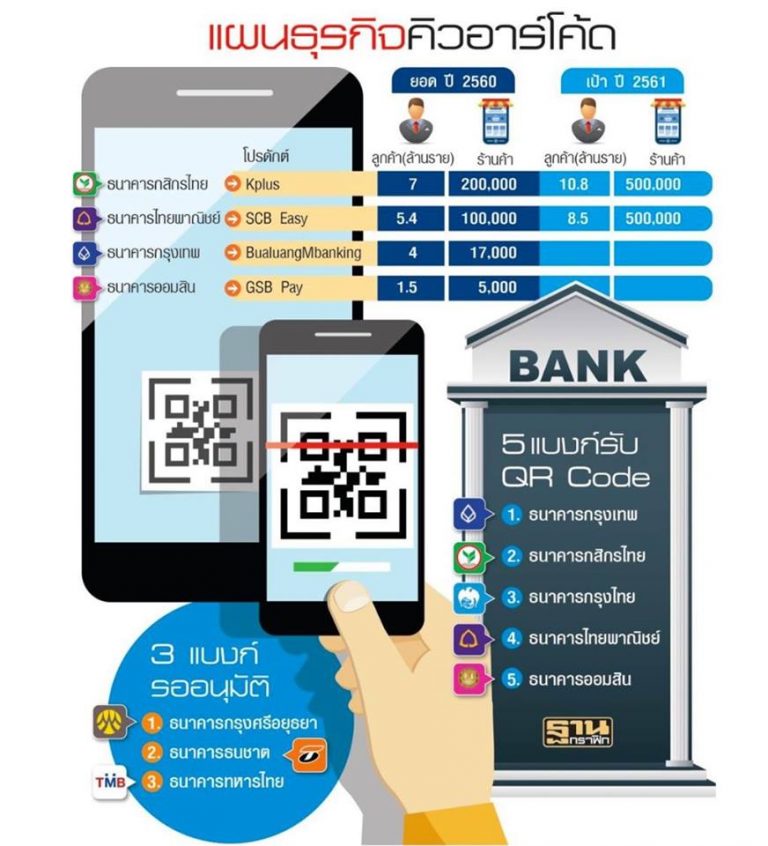 แผนธุรกิจคิวอาร์โค้ด
ยอด ปี 2560 เป้า ปี 2561
โปรดักท์ ลูกค้า(ล้านราย) ร้านค้า ลูกค้า(ล้านราย) ร้านค้า
ธนาคารกสิกรไทย Kplus 7 200,000 10.8 500,000
ธนาคารไทยพาณิชย์ SCB Easy 5.4 100,000 8.5 500,000
ธนาคารกรุงเทพ BualuangMbanking 4 17,000
ธนาคารออมสิน GSB Pay 1.5 5,000
BANK
5 แบงก์รับ
QR Code
1. ธนาคารกรุงเทพ
2. ธนาคารกสิกรไทย
3. ธนาคารกรุงไทย
4. ธนาคารไทยพาณิชย์
5. ธนาคารออมสิน
ฐาน
กราฟิก
3 แบงก์
รออนุมัติ
1. ธนาคารกรุงศรีอยุธยา
2. ธนาคารธนชาต
TMB 3. ธนาคารทหารไทย